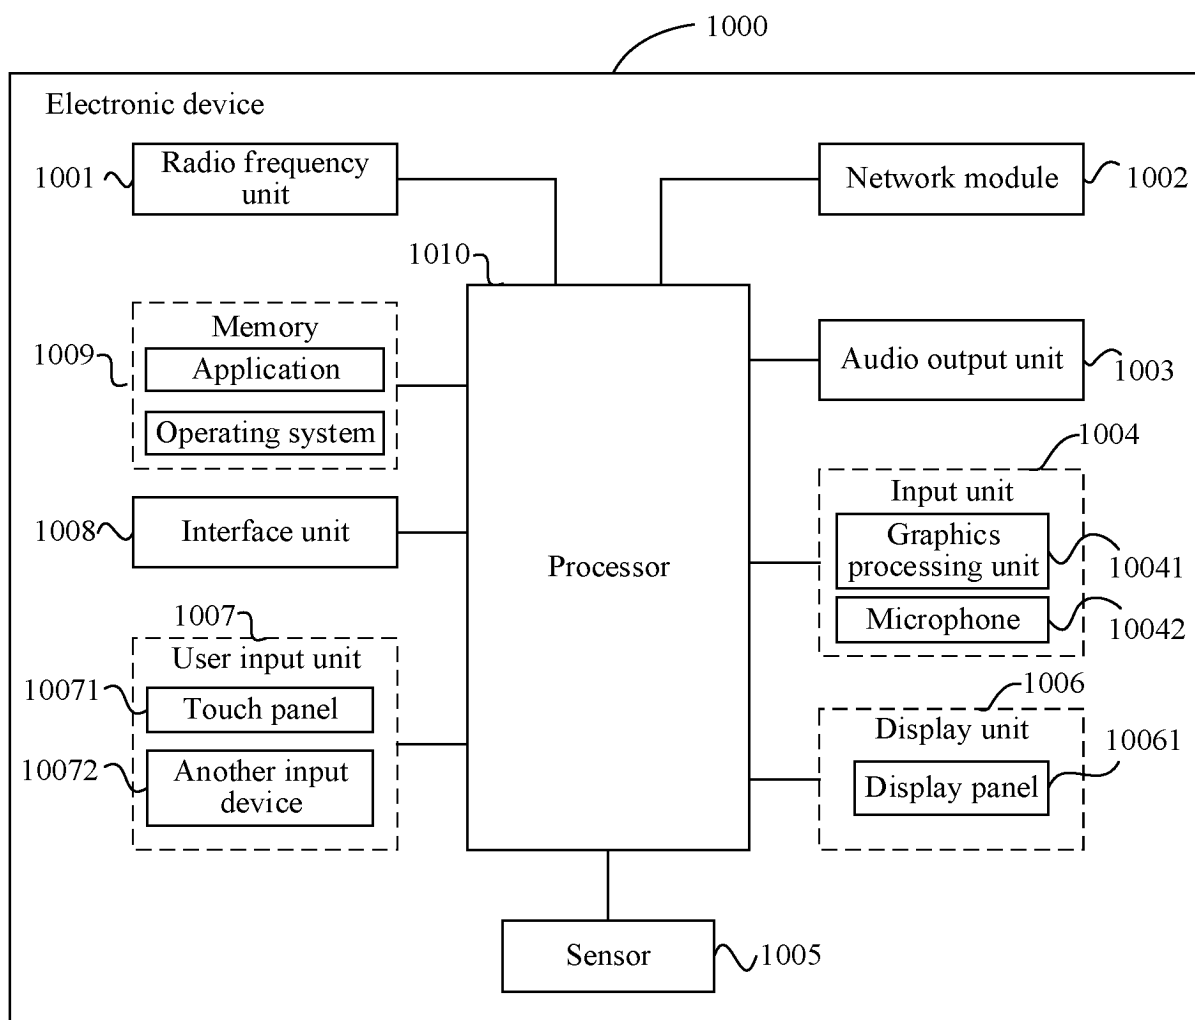 1000
Electronic device
1001
Radio frequency
unit
Network module
1002
1010
1009
Memory
Application
Operating system
Audio output unit
1003
1004
Input unit
Graphics
processing unit
10041
Microphone
10042
1008
Interface unit
Processor
1007
User input unit
10071
Touch panel
10072
Another input
device
1006
Display unit
10061
Display panel
Sensor
1005